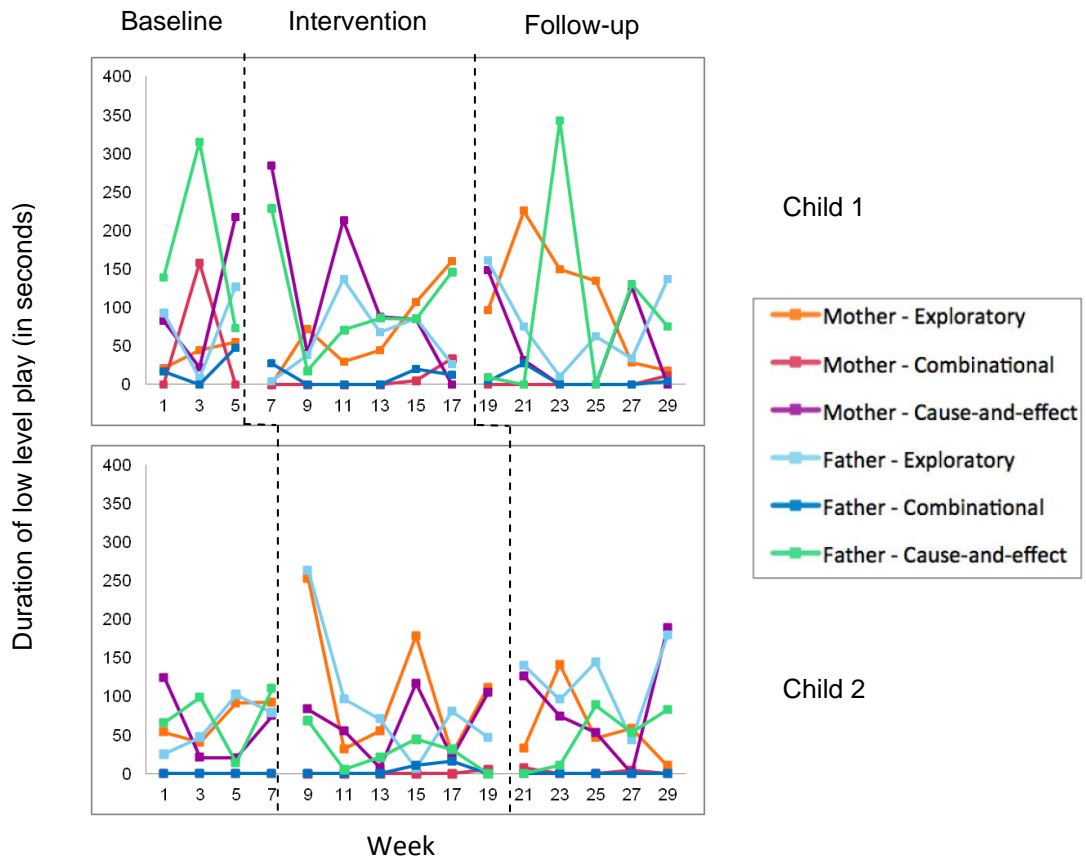 Baseline Intervention Follow-up
Duration of low level play (in seconds)
400
350
300
250
200
150
100
50
0
1 3 5 7 9 11 13 15 17 19 21 23 25 27 29
Child 1
Mother - Exploratory
Mother - Combinational
Mother - Cause-and-effect
Father - Exploratory
Father - Combinational
Father - Cause-and-effect
400
350
300
250
200
150
100
50
0
1 3 5 7 9 11 13 15 17 19 21 23 25 27 29
Child 2
Week